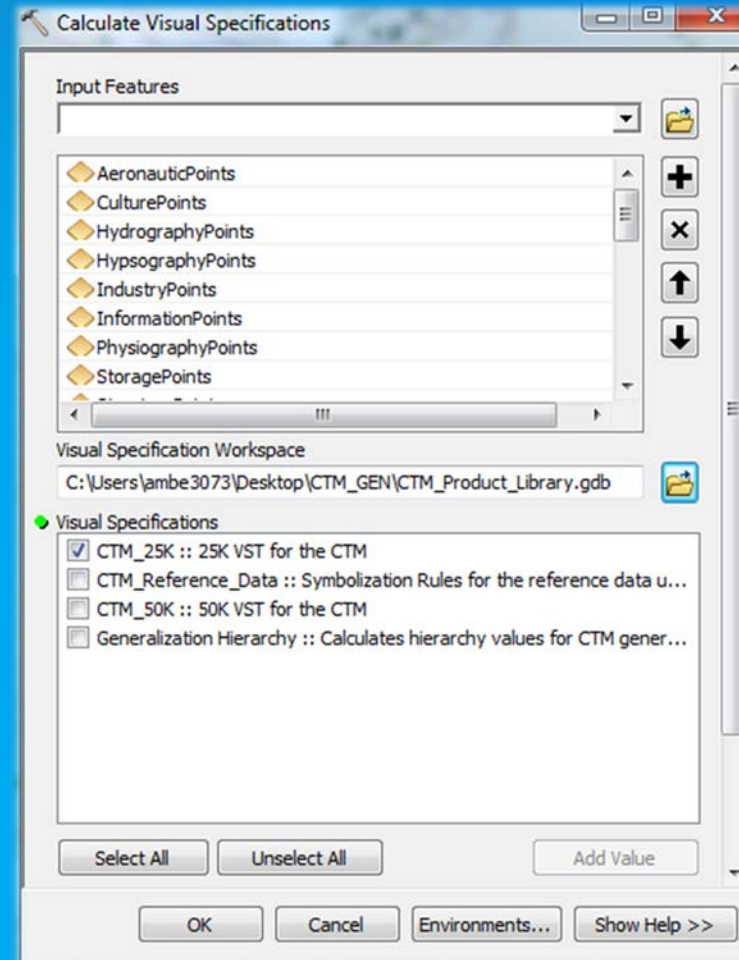 Calculate Visual Specifications
Input Features
AeronauticPoints
CulturePoints
HydrographyPoints
HypsographyPoints
IndustryPoints
InformationPoints
PhysiographyPoints
StoragePoints
Visual Specification Workspace
C:\Users\ambe3073\Desktop\CTM_GEN\CTM_Product_Library.gdb
Visual Specifications
CTM_25K :: 25K VST for the CTM
CTM_Reference_Data :: Symbolization Rules for the reference data u...
CTM_50K :: 50K VST for the CTM
Generalization Hierarchy :: Calculates hierarchy values for CTM gener...
Select All Unselect All Add Value
OK Cancel Environments... Show Help >>